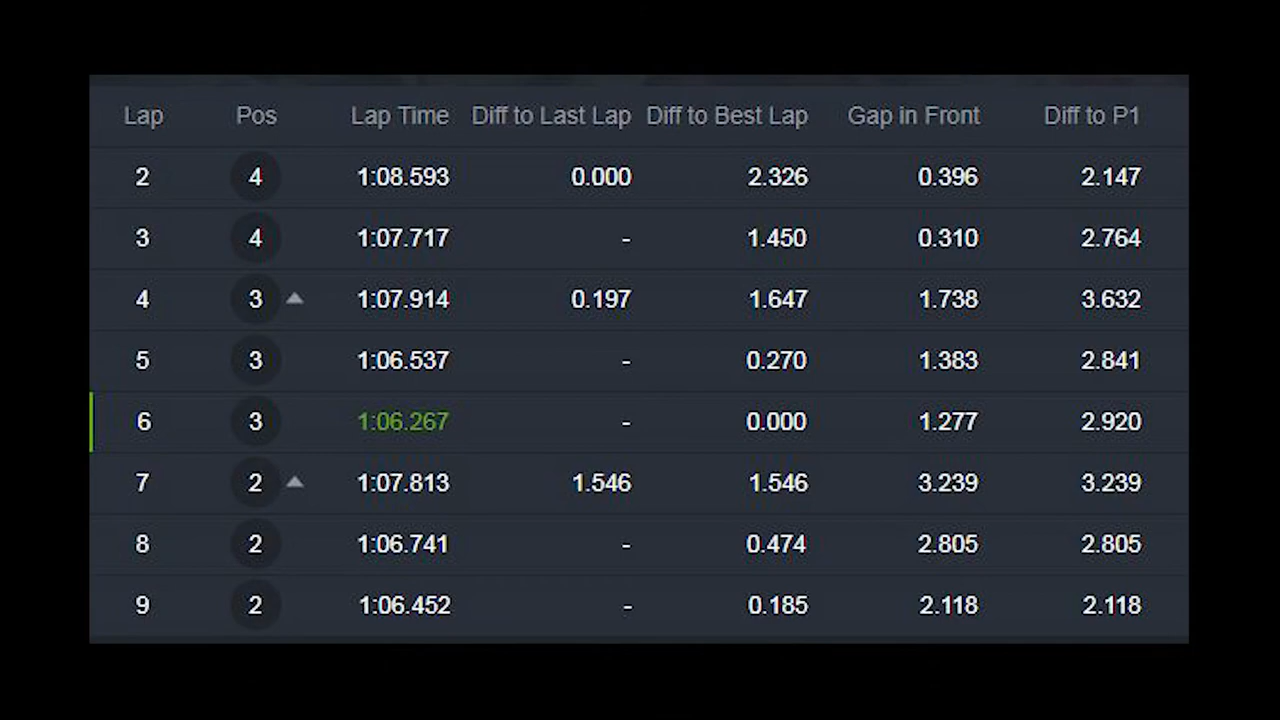 Lap Pos Lap Time Diff to Last Lap Diff to Best Lap Gap in Front Diff to P1
2 4 1:08.593 0.000 2.326 0.396 2.147
3 4 1:07.717 - 1.450 0.310 2.764
4 3 1:07.914 0.197 1.647 1.738 3.632
5 3 1:06.537 - 0.270 1.383 2.841
6 3 1:06.267 - 0.000 1.277 2.920
7 2 1:07.813 1.546 1.546 3.239 3.239
8 2 1:06.741 - 0.474 2.805 2.805
9 2 1:06.452 - 0.185 2.118 2.118